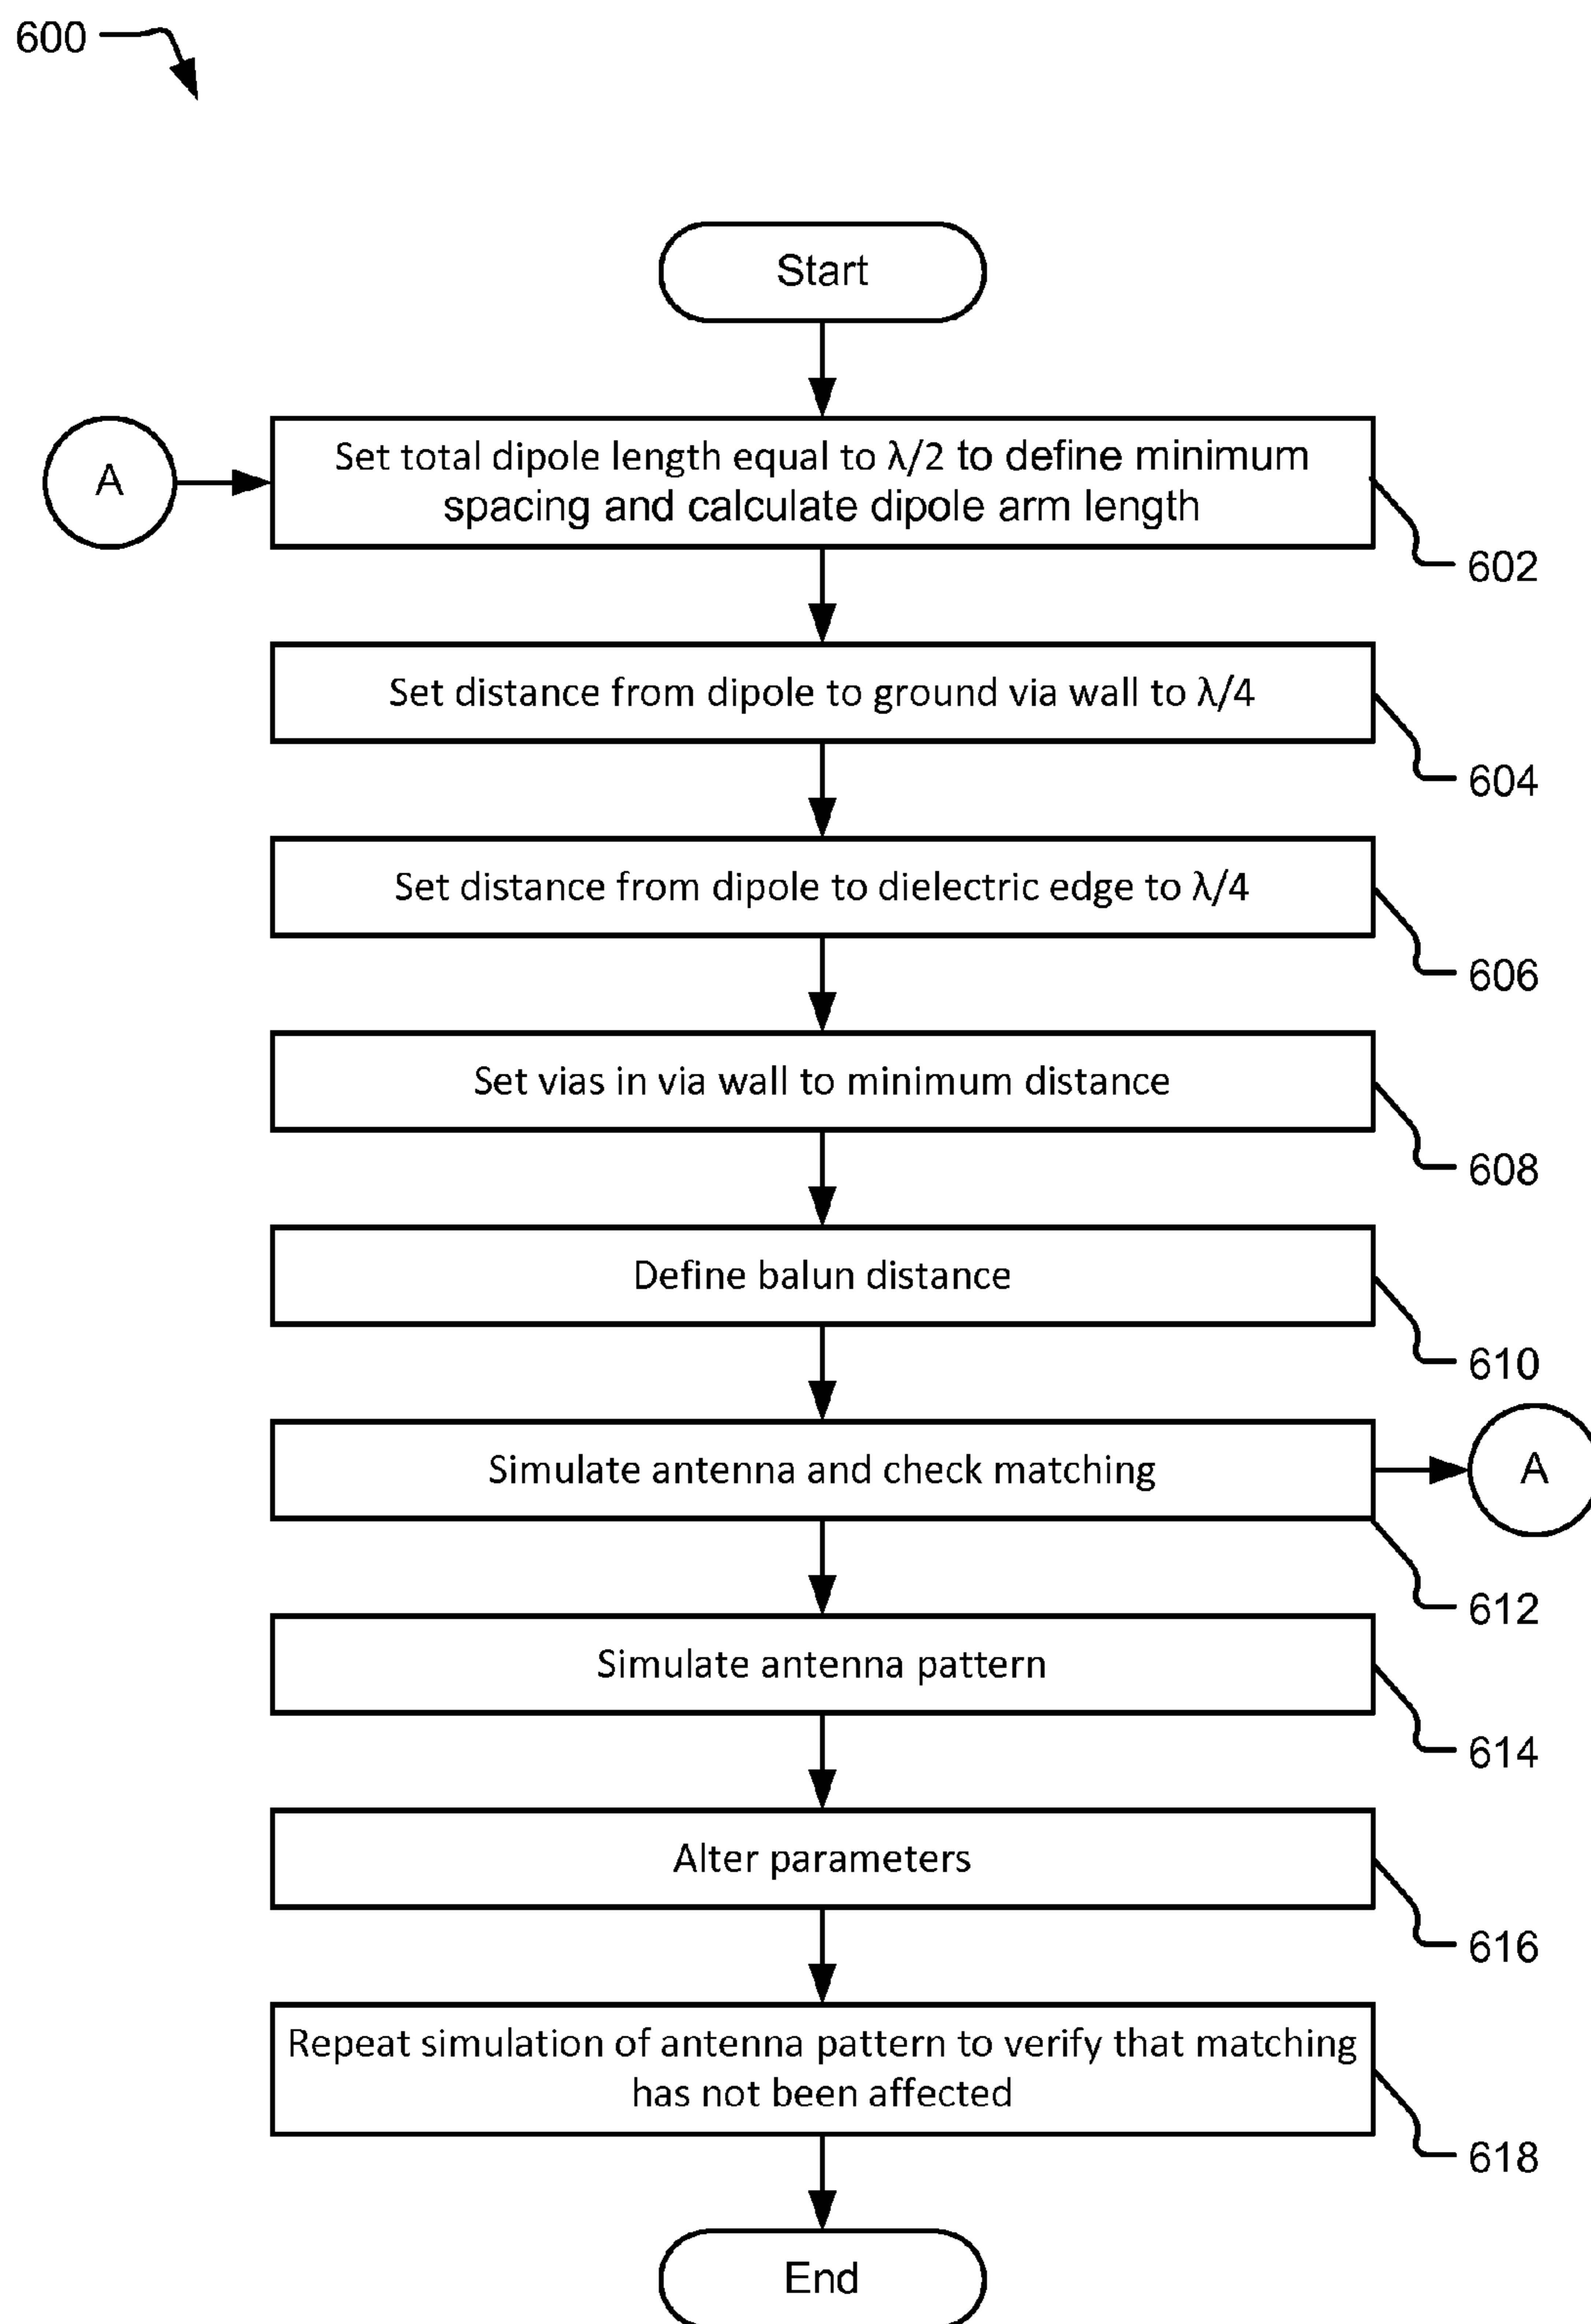 600
Start
A
Set total dipole length equal to λ/2 to define minimum
spacing and calculate dipole arm length
602
Set distance from dipole to ground via wall to λ/4
604
Set distance from dipole to dielectric edge to λ/4
606
Set vias in via wall to minimum distance
608
Define balun distance
610
Simulate antenna and check matching
A
612
Simulate antenna pattern
614
Alter parameters
616
Repeat simulation of antenna pattern to verify that matching
has not been affected
618
End